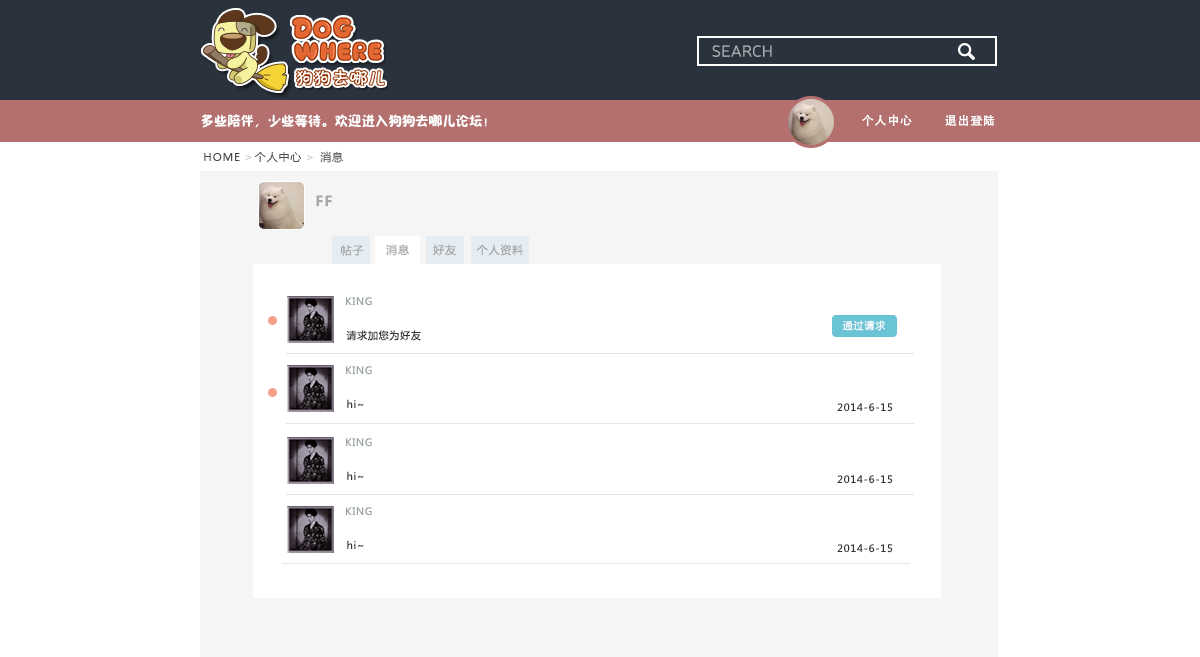 DOG
WHERE
狗狗去哪儿
SEARCH
多些陪伴，少些等待。欢迎进入狗狗去哪儿论坛！
个人中心
退出登陆
HOME > 个人中心 > 消息
FF
帖子
消息
好友
个人资料
KING
请求加您为好友
通过请求
KING
hi~
2014-6-15
KING
hi~
2014-6-15
KING
hi~
2014-6-15